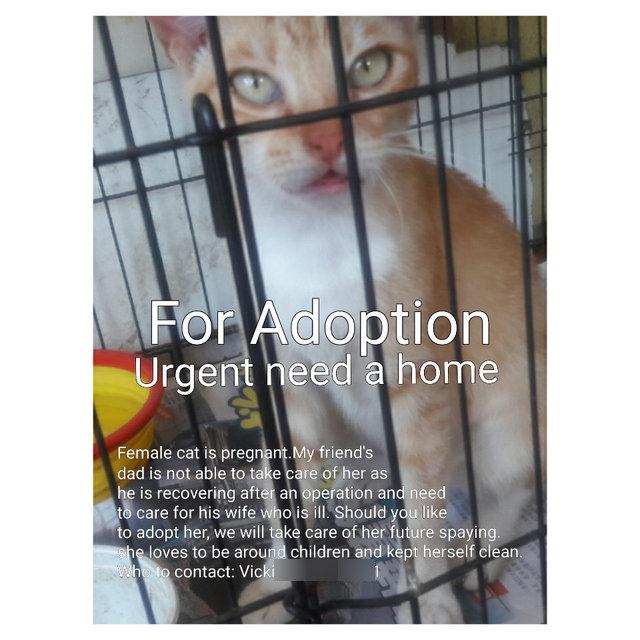 For Adoption
Urgent need a home
Female cat is pregnant.My friend's
dad is not able to take care of her as
he is recovering after an operation and need
to care for his wife who is ill. Should you like
to adopt her, we will take care of her future spaying.
she loves to be around children and kept herself clean.
Who to contact: Vicki 1